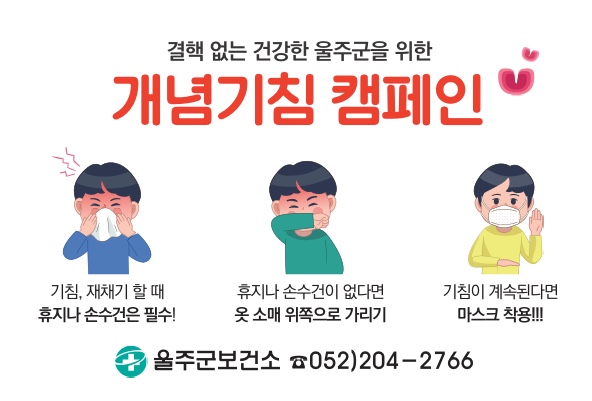 결핵 없는 건강한 울주군을 위한
개념기침 캠페인
기침, 재채기 할 때
휴지나 손수건은 필수!
휴지나 손수건이 없다면
옷 소매 위쪽으로 가리기
기침이 계속된다면
마스크 착용!!!
울주군보건소 ☎052)204-2766